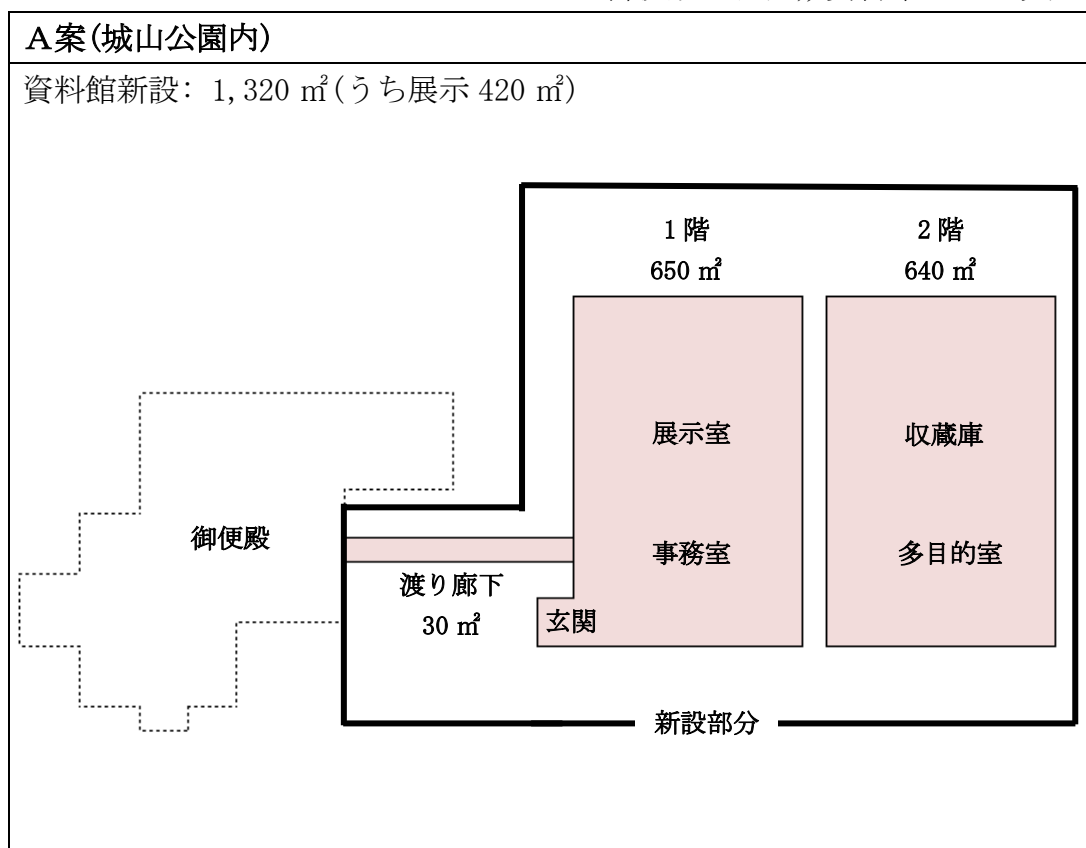 A案(城山公園内)
資料館新設: 1,320 ㎡(うち展示 420 ㎡)
1階
650 ㎡
2階
640 ㎡
展示室
収蔵庫
御便殿
事務室
多目的室
渡り廊下
30 ㎡
玄関
新設部分